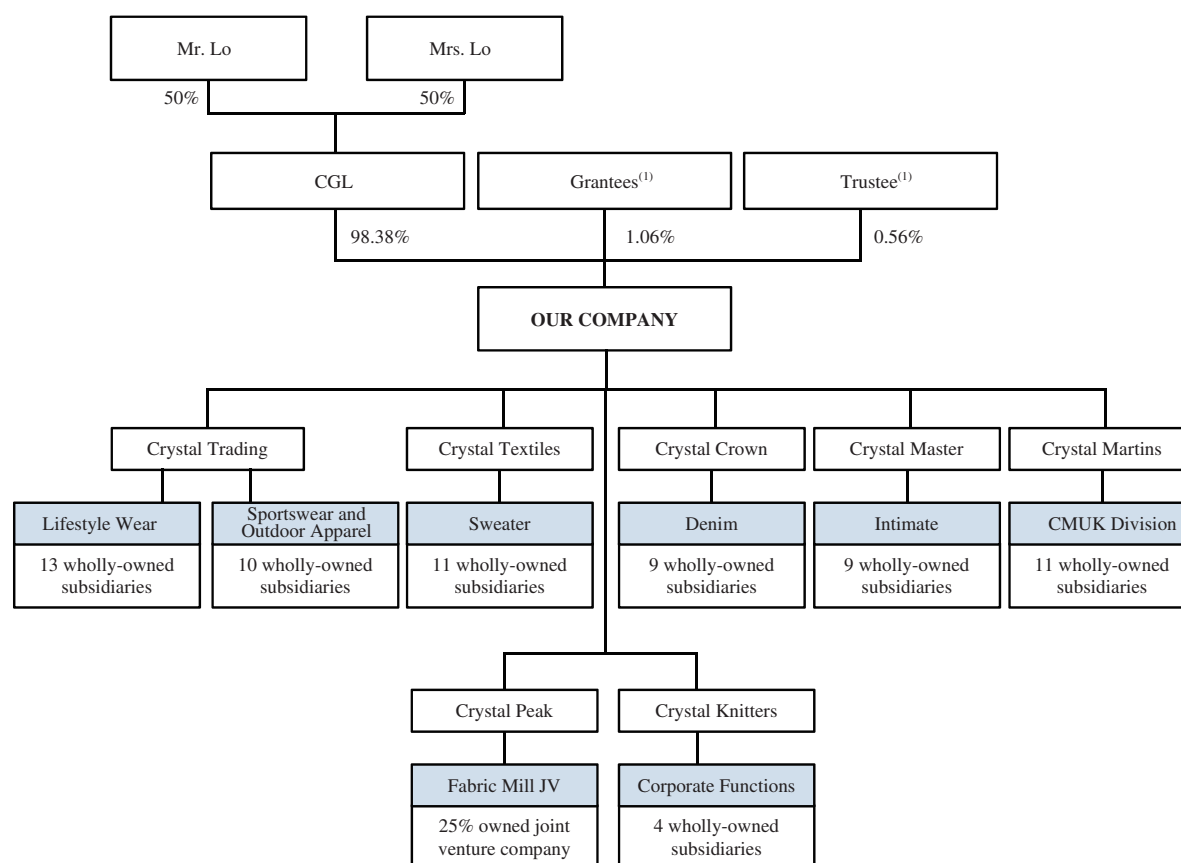 Mr. Lo
Mrs. Lo
50%
50%
CGL
Grantees(1)
Trustee(1)
98.38%
1.06%
0.56%
OUR COMPANY
Crystal Trading
Crystal Textiles
Crystal Crown
Crystal Master
Crystal Martins
Lifestyle Wear
Sportswear and
Outdoor Apparel
Sweater
Denim
Intimate
CMUK Division
13 wholly-owned
subsidiaries
10 wholly-owned
subsidiaries
11 wholly-owned
subsidiaries
9 wholly-owned
subsidiaries
9 wholly-owned
subsidiaries
11 wholly-owned
subsidiaries
Crystal Peak
Crystal Knitters
Fabric Mill JV
Corporate Functions
25% owned joint
venture company
4 wholly-owned
subsidiaries